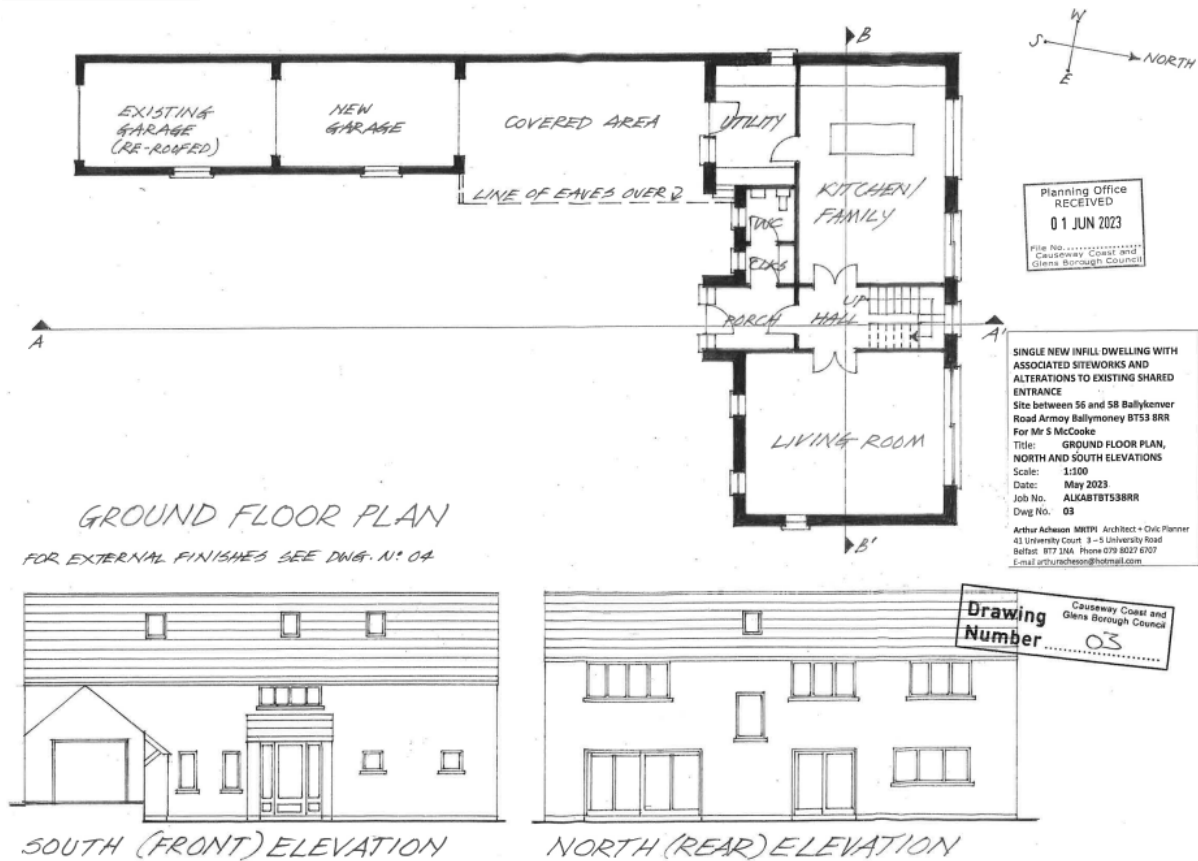 B
W
S
E
NORTH
EXISTING
GARAGE
(RE-ROOFED)
NEW
GARAGE
COVERED AREA
UTILITY
LINE OF EAVES OVER
KITCHEN/
FAMILY
WC
CLKS
Planning Office
RECEIVED
01 JUN 2023
File No.
Causeway Coast and
Glens Borough Council
UP
PORCH
HALL
A
A'
LIVING ROOM
B'
SINGLE NEW INFILL DWELLING WITH
ASSOCIATED SITEWORKS AND
ALTERATIONS TO EXISTING SHARED
ENTRANCE
Site between 56 and 58 Ballykenver
Road Armoy Ballymoney BT53 8RR
For Mr S McCooke
Title: GROUND FLOOR PLAN,
NORTH AND SOUTH ELEVATIONS
Scale: 1:100
Date: May 2023
Job No. ALKABTBT538RR
Dwg No. 03
Arthur Acheson MRTPI Architect + Civic Planner
41 University Court 3 – 5 University Road
Belfast BT7 1NA Phone 079 8027 6707
E-mail arthuracheson@hotmail.com
GROUND FLOOR PLAN
FOR EXTERNAL FINISHES SEE DWG. Nº 04
Drawing
Number 03
Causeway Coast and
Glens Borough Council
SOUTH (FRONT) ELEVATION
NORTH (REAR) ELEVATION